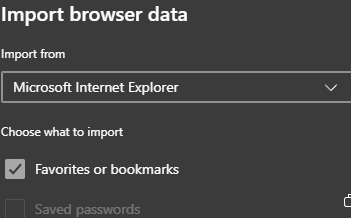 Import browser data
Import from
Microsoft Internet Explorer
Choose what to import
Favorites or bookmarks
Saved passwords